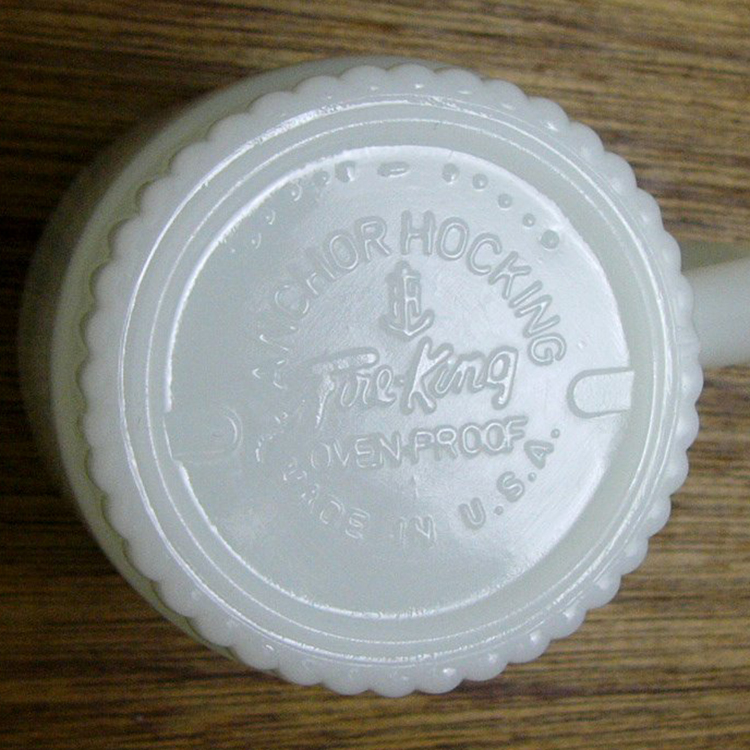 ANCHOR HOCKING
Fire-King
OVEN-PROOF
MADE IN U.S.A.